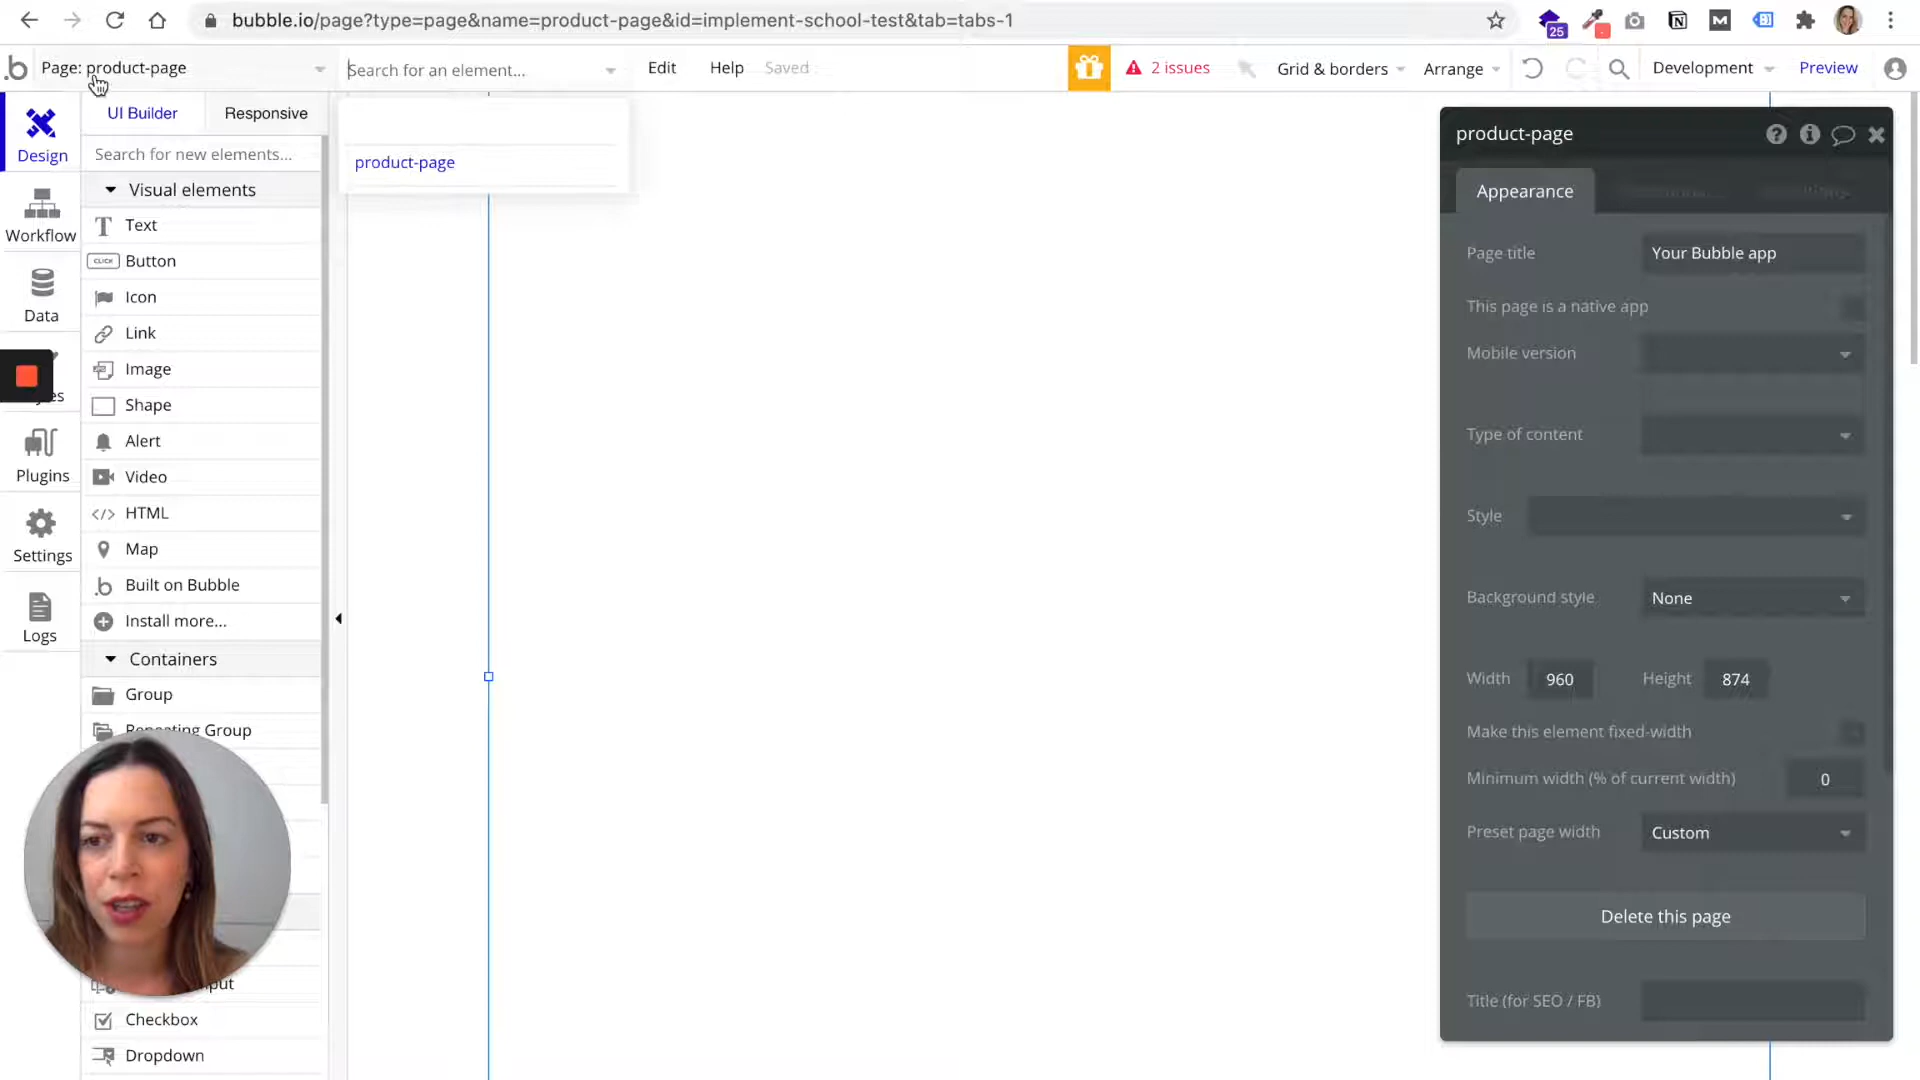 bubble.io/page?type=page&name=product-page&id=implement-school-test&tab=tabs-1
25
Page: product-page
Search for an element...
Edit
Help
Saved
2 issues
Grid & borders
Arrange
Development
Preview
UI Builder
Responsive
Search for new elements...
product-page
Design
Workflow
Data
Plugins
Settings
Logs
Visual elements
Text
CLICK Button
Icon
Link
Image
Shape
Alert
Video
HTML
Map
Built on Bubble
Install more...
Containers
Group
Repeating Group
Checkbox
Dropdown
product-page
Appearance
Page title
Your Bubble app
This page is a native app
Mobile version
Type of content
Style
Background style
None
Width
960
Height
874
Make this element fixed-width
Minimum width (% of current width)
0
Preset page width
Custom
Delete this page
Title (for SEO / FB)